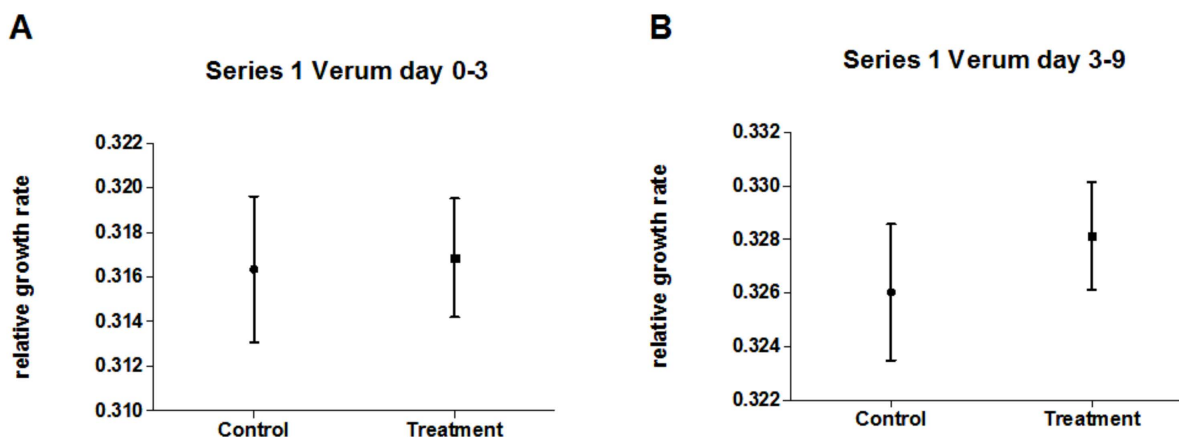 A
Series 1 Verum day 0-3
relative growth rate
0.322
0.320
0.318
0.316
0.314
0.312
0.310
Control
Treatment
B
Series 1 Verum day 3-9
relative growth rate
0.332
0.330
0.328
0.326
0.324
0.322
Control
Treatment